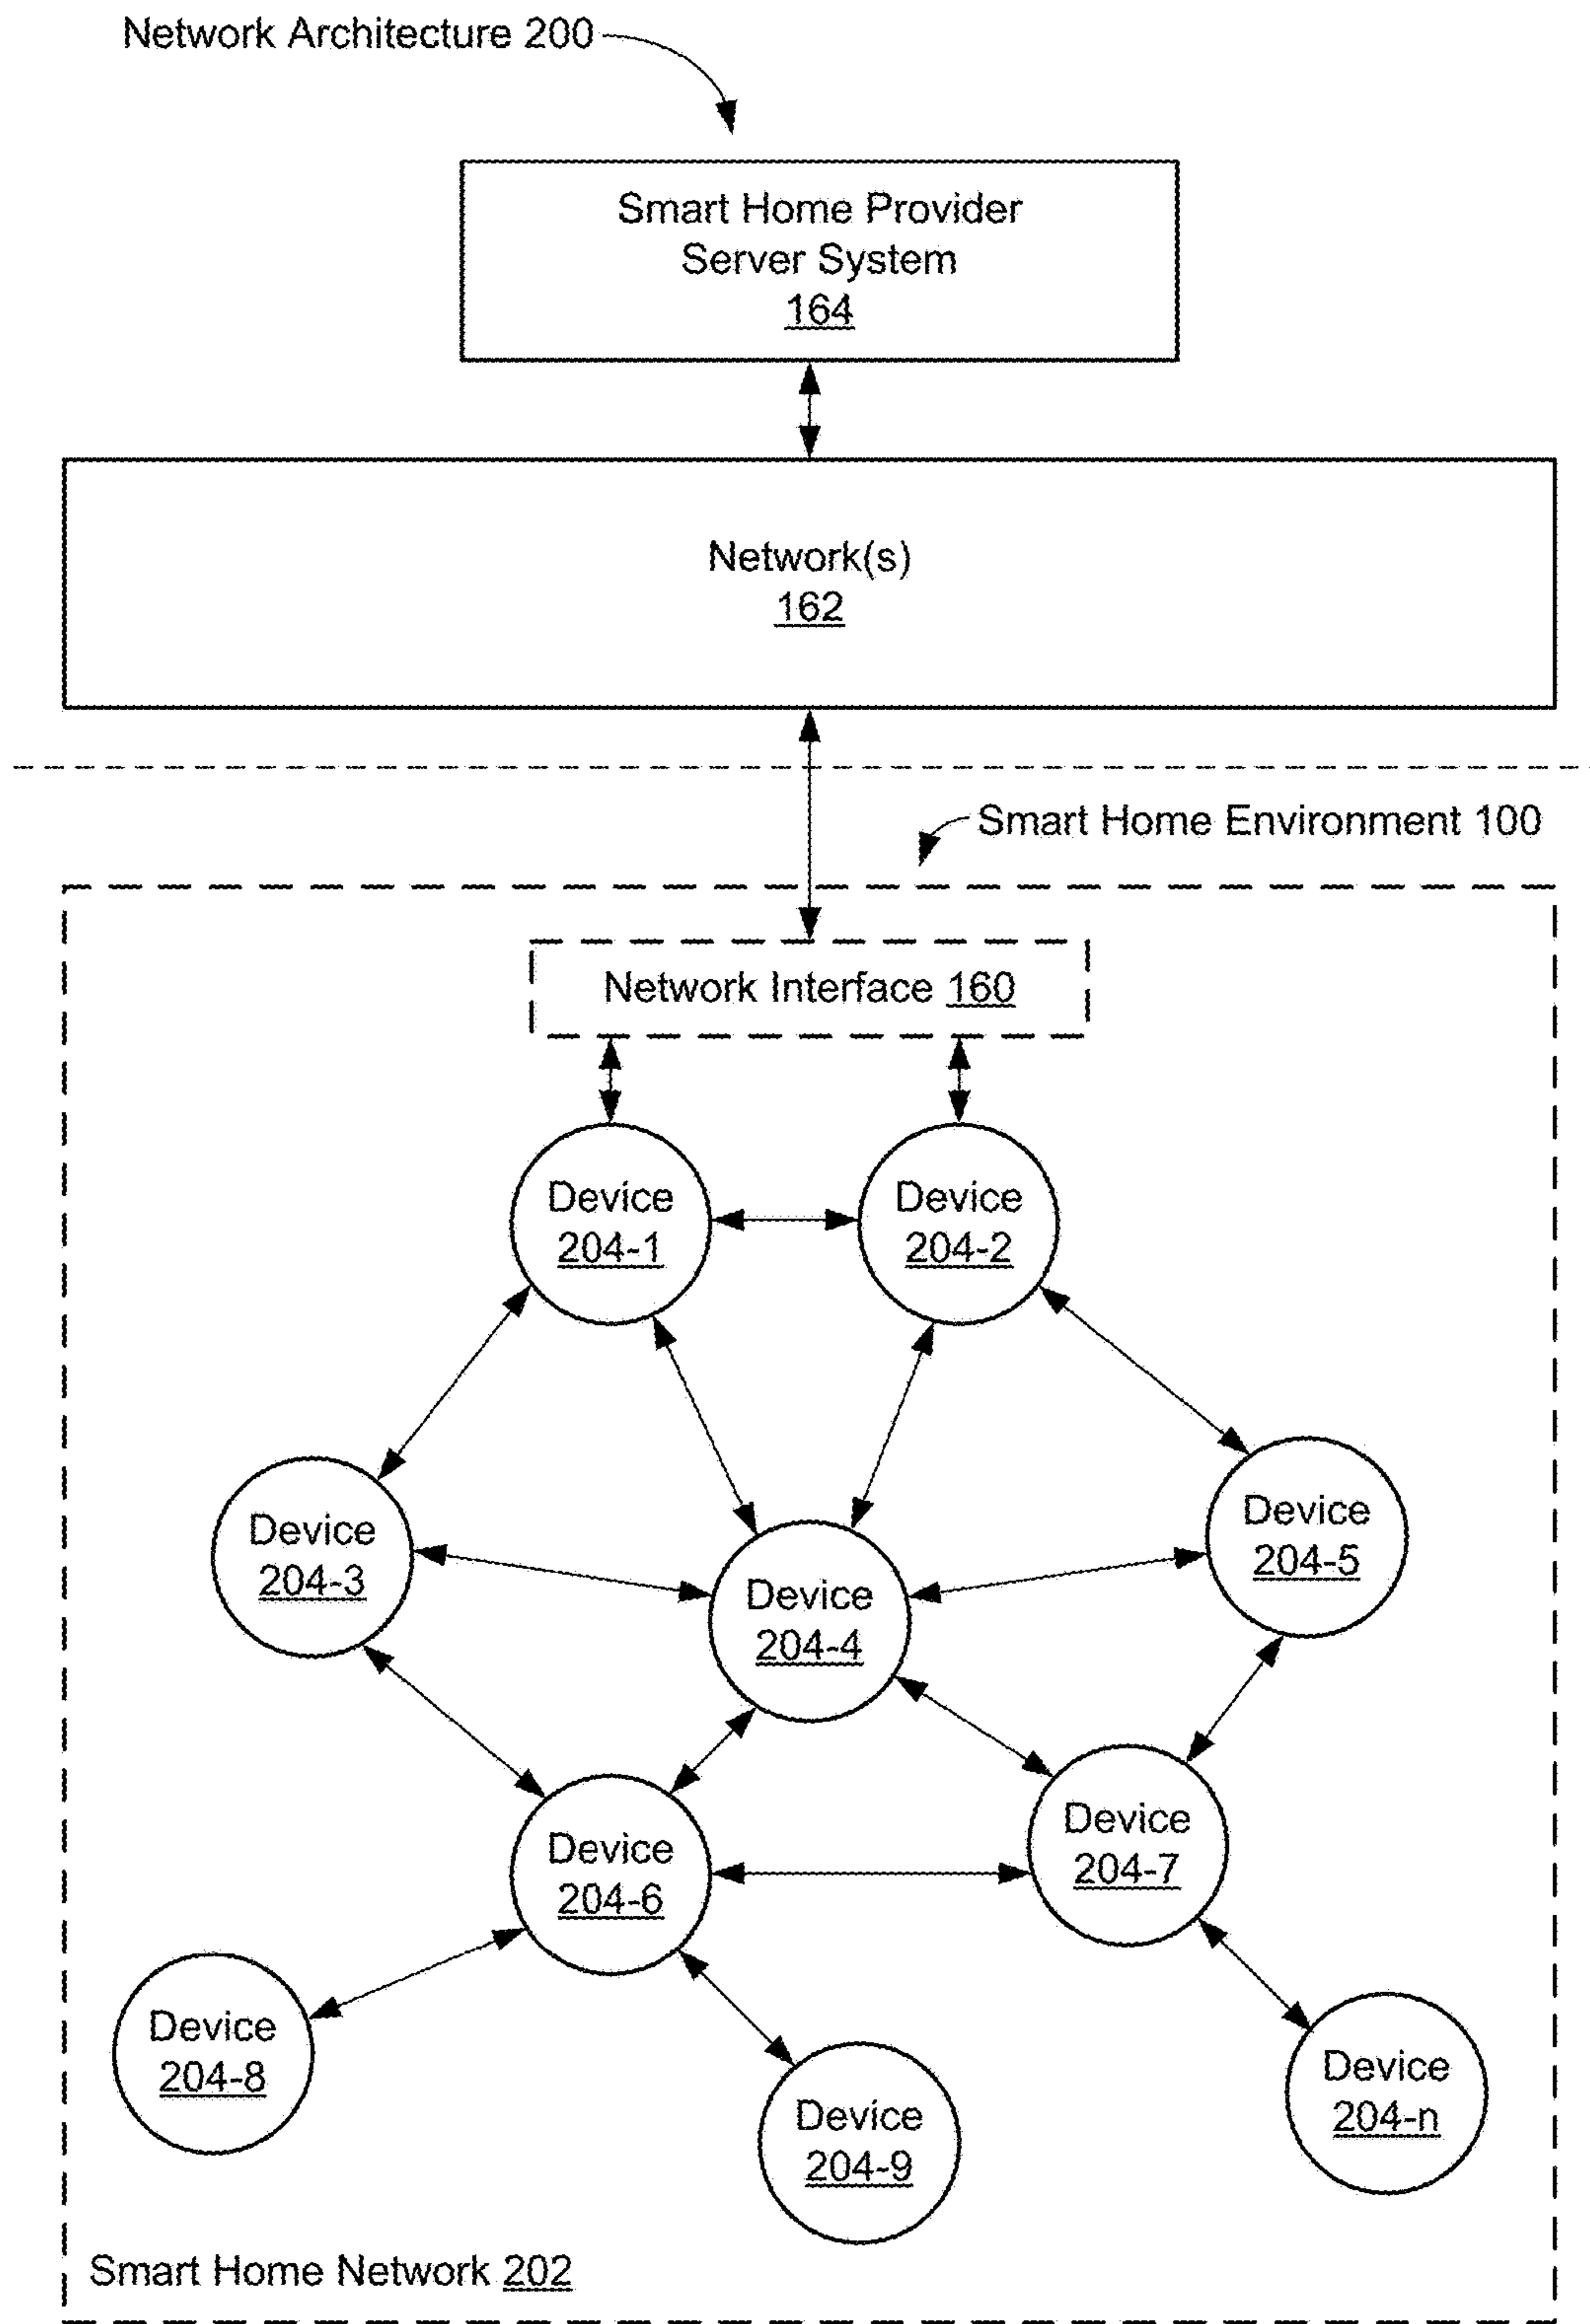 Network Architecture 200
Smart Home Provider
Server System
164
Network(s)
162
Smart Home Environment 100
Network Interface 160
Device
204-1
Device
204-2
Device
204-3
Device
204-4
Device
204-5
Device
204-6
Device
204-7
Device
204-8
Device
204-9
Device
204-n
Smart Home Network 202